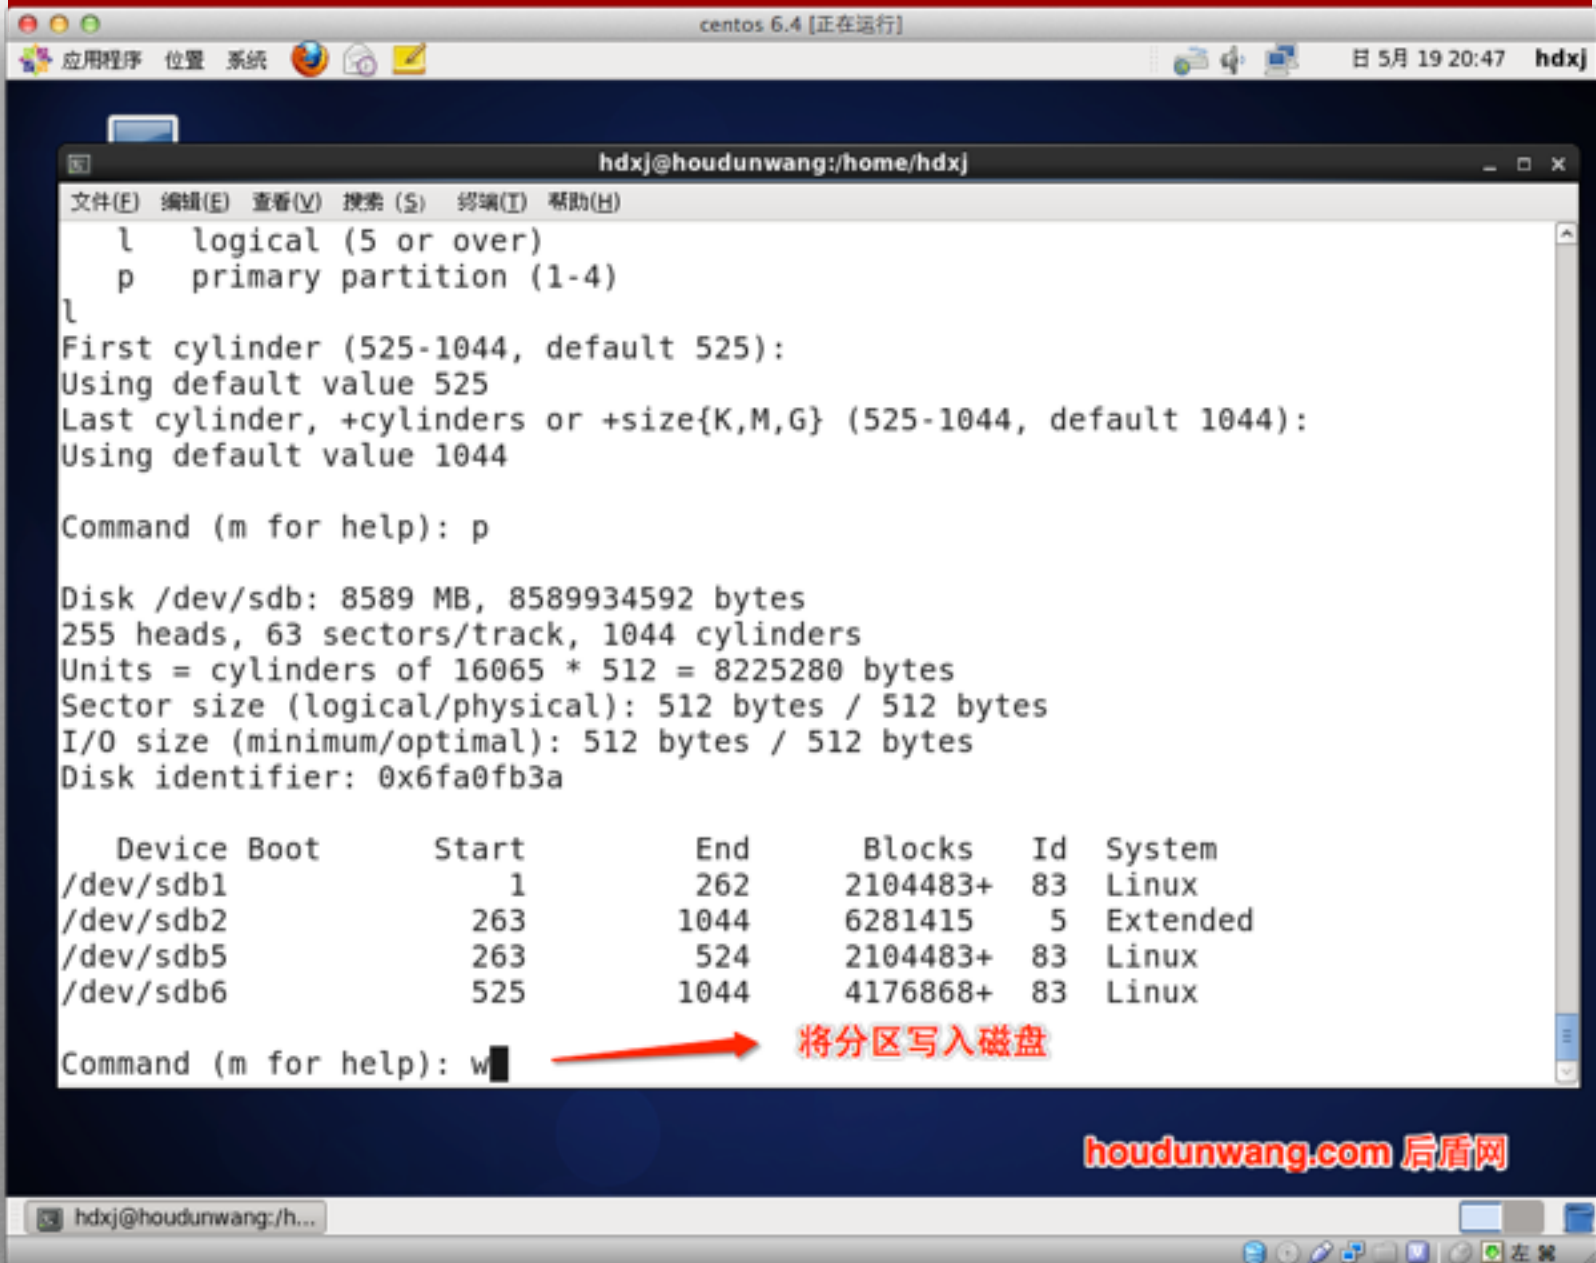 centos 6.4 [正在运行]
应用程序 位置 系统 日 5月 19 20:47 hdxj
hdxj@houdunwang:/home/hdxj
文件(F) 编辑(E) 查看(V) 搜索 (S) 终端(T) 帮助(H)
l logical (5 or over)
p primary partition (1-4)
l
First cylinder (525-1044, default 525):
Using default value 525
Last cylinder, +cylinders or +size{K,M,G} (525-1044, default 1044):
Using default value 1044
Command (m for help): p
Disk /dev/sdb: 8589 MB, 8589934592 bytes
255 heads, 63 sectors/track, 1044 cylinders
Units = cylinders of 16065 * 512 = 8225280 bytes
Sector size (logical/physical): 512 bytes / 512 bytes
I/O size (minimum/optimal): 512 bytes / 512 bytes
Disk identifier: 0x6fa0fb3a
Device Boot Start End Blocks Id System
/dev/sdb1 1 262 2104483+ 83 Linux
/dev/sdb2 263 1044 6281415 5 Extended
/dev/sdb5 263 524 2104483+ 83 Linux
/dev/sdb6 525 1044 4176868+ 83 Linux
将分区写入磁盘
Command (m for help): w
houdunwang.com 后盾网
hdxj@houdunwang:/h...
左 ⌘